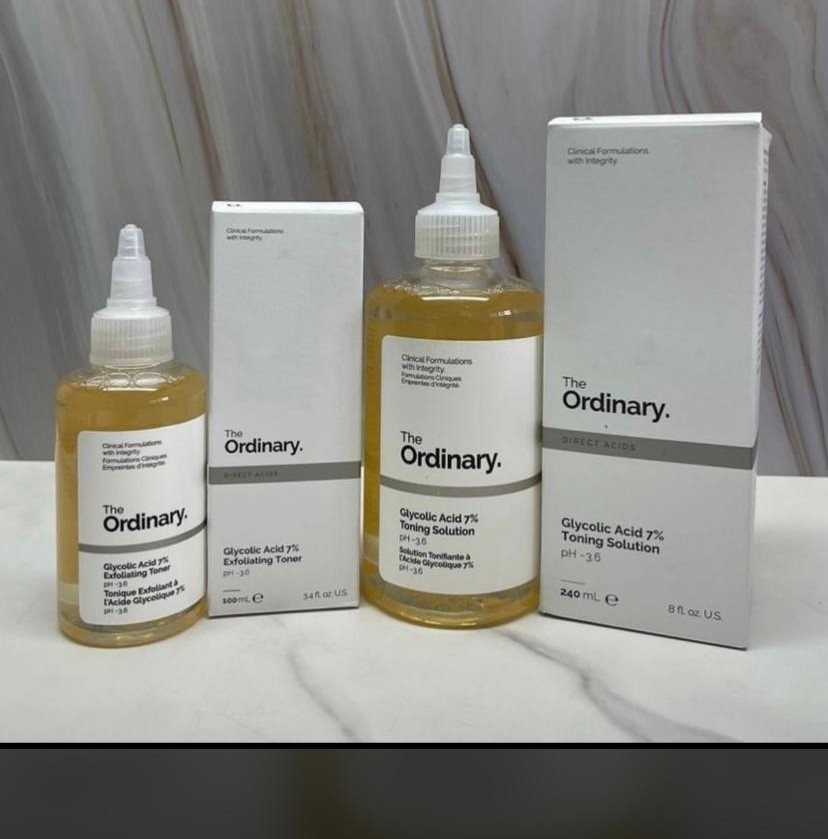 Clinical Formulations
with Integrity.
Formulations Cliniques
Empreintes d'intégrité.
The
Ordinary.
Glycolic Acid 7%
Exfoliating Toner
pH ~3.6
Tonique Exfoliant à
l'Acide Glycolique 7%
pH ~3.6
Clinical Formulations
with Integrity.
The
Ordinary.
DIRECT ACIDS
Glycolic Acid 7%
Exfoliating Toner
pH ~3.6
100 mL ℮ 3.4 fl. oz. U.S.
Clinical Formulations
with Integrity.
Formulations Cliniques
Empreintes d'intégrité
The
Ordinary.
Glycolic Acid 7%
Toning Solution
pH ~3.6
Solution Tonifiante à
l'Acide Glycolique 7%
pH ~3.6
Clinical Formulations
with Integrity.
The
Ordinary.
DIRECT ACIDS
Glycolic Acid 7%
Toning Solution
pH ~3.6
240 mL ℮ 8 fl. oz. U.S.